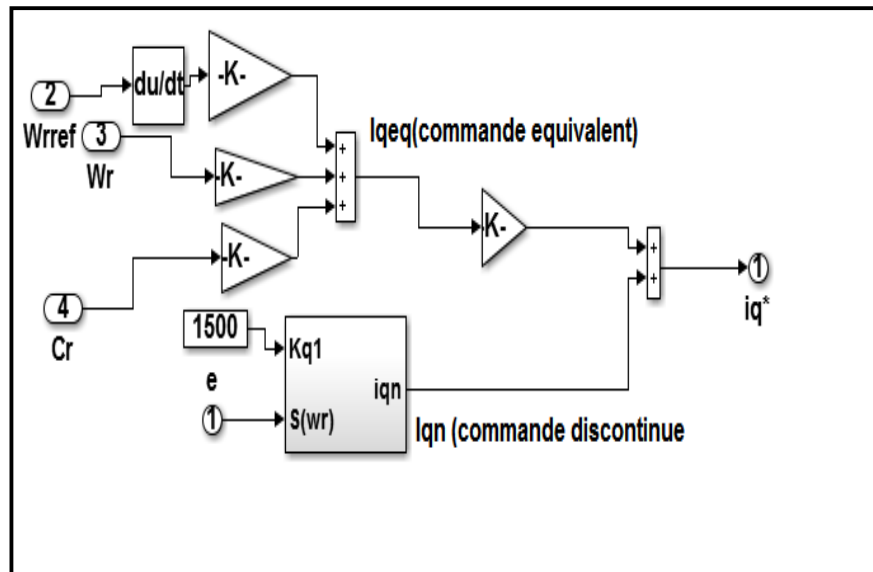 2
Wrref
du/dt
-K-
3
Wr
-K-
Iqeq(commande equivalent)
+
+
+
-K-
4
Cr
-K-
+
+
1
iq*
1500
e
1
Kq1
S(wr)
iqn
Iqn (commande discontinue